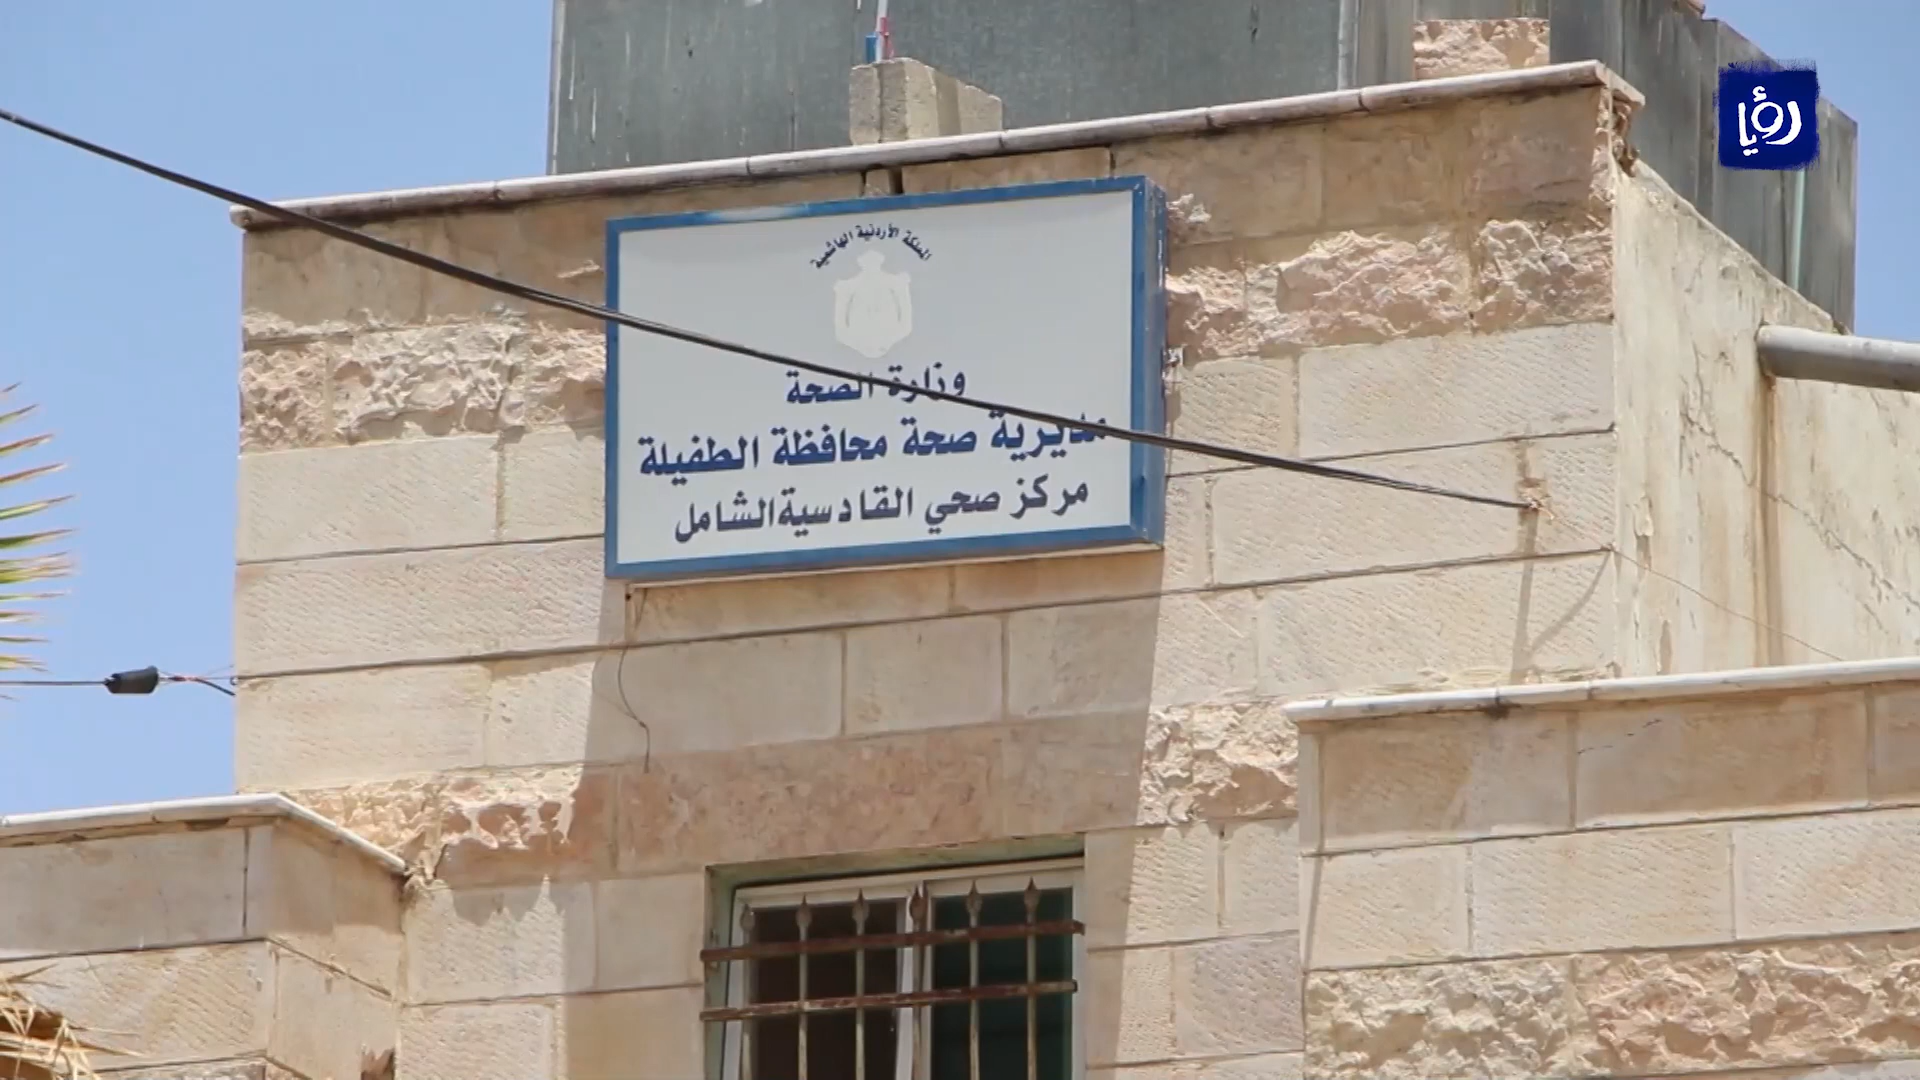 رؤيا
المملكة الأردنية الهاشمية
وزارة الصحة
مديرية صحة محافظة الطفيلة
مركز صحي القادسية الشامل